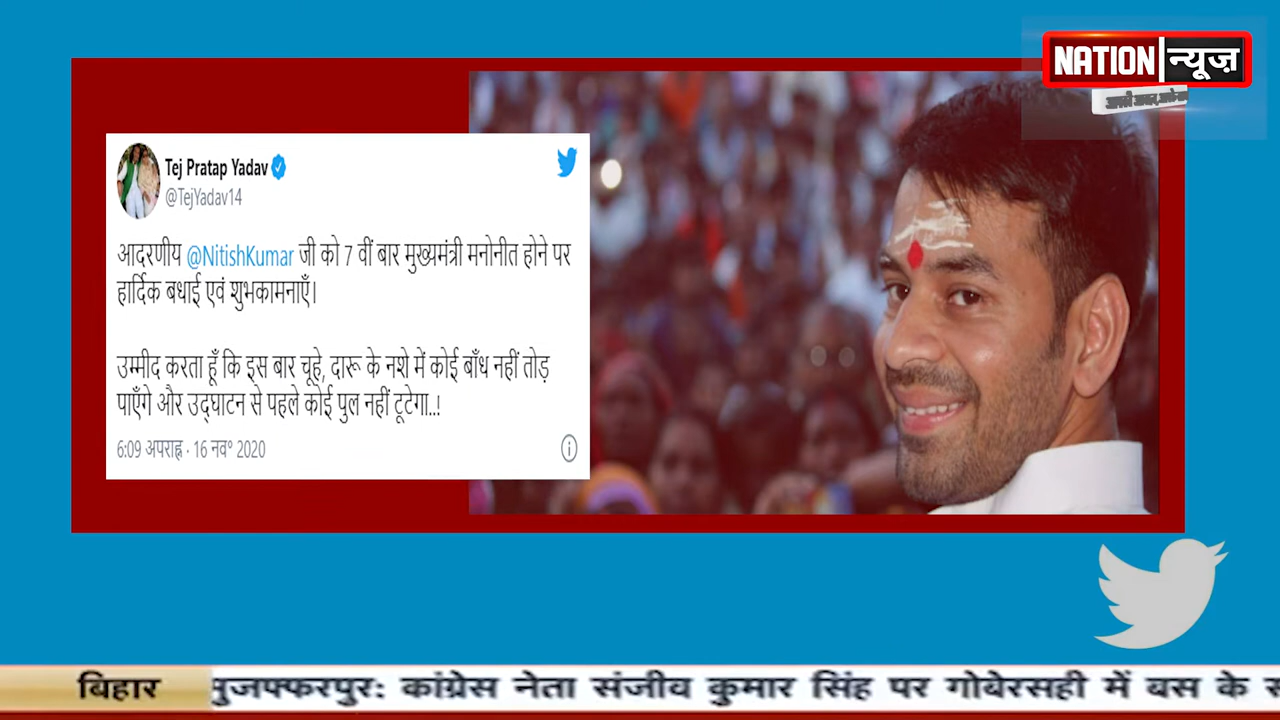 NATION न्यूज़
Tej Pratap Yadav
@TejYadav14
आदरणीय @NitishKumar जी को 7 वीं बार मुख्यमंत्री मनोनीत होने पर
हार्दिक बधाई एवं शुभकामनाएँ।
उम्मीद करता हूँ कि इस बार चूहे, दारू के नशे में कोई बाँध नहीं तोड़
पाएँगे और उद्घाटन से पहले कोई पुल नहीं टूटेगा..!
6:09 अपराह्न · 16 नव॰ 2020
बिहार
मुजफ्फरपुर: कांग्रेस नेता संजीव कुमार सिंह पर गोबरसही में बस के